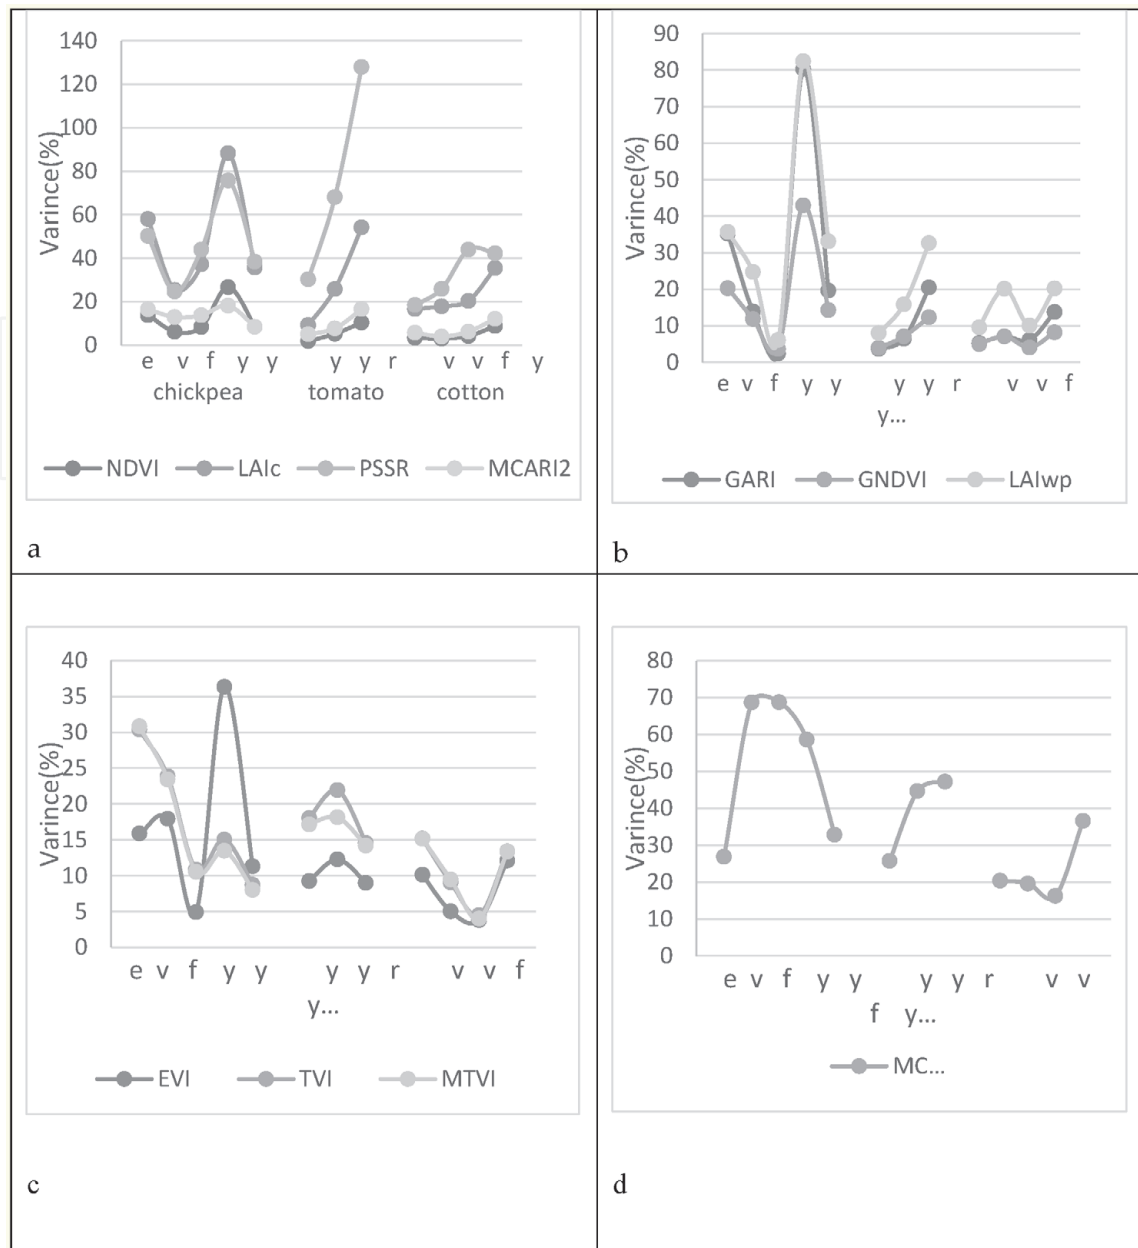 140
120
100
80
60
40
20
0
Varince(%)
e v f y y y y r v v f y
chickpea tomato cotton
NDVI LAIc PSSR MCARI2
a
90
80
70
60
50
40
30
20
10
0
Varince(%)
e v f y y y y r v v f
y...
GARI GNDVI LAIwp
b
40
35
30
25
20
15
10
5
0
Varince(%)
e v f y y y y r v v f
y...
EVI TVI MTVI
c
80
70
60
50
40
30
20
10
0
Varince(%)
e v f y y y y r v v
f y...
MC...
d